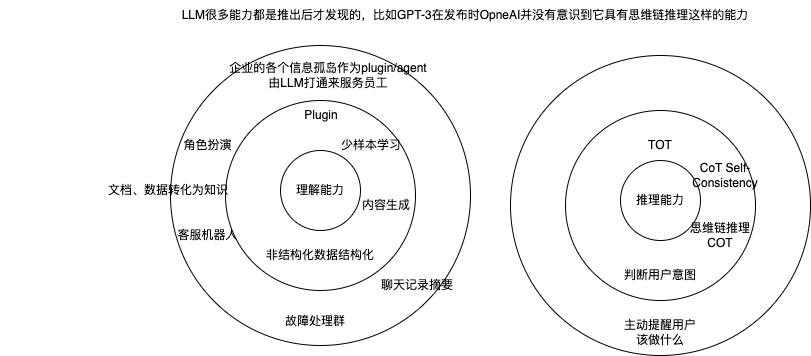 LLM很多能力都是推出后才发现的，比如GPT-3在发布时OpneAI并没有意识到它具有思维链推理这样的能力
企业的各个信息孤岛作为plugin/agent
由LLM打通来服务员工
Plugin
角色扮演
少样本学习
文档、数据转化为知识
理解能力
内容生成
客服机器人
非结构化数据结构化
聊天记录摘要
故障处理群
TOT
CoT Self-
Consistency
推理能力
思维链推理
COT
判断用户意图
主动提醒用户
该做什么